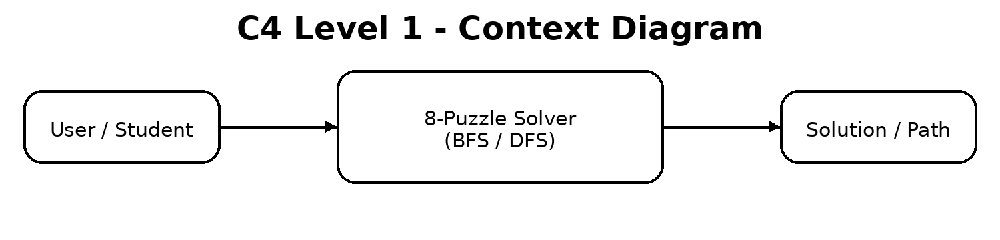 C4 Level 1 - Context Diagram
User / Student
8-Puzzle Solver
(BFS / DFS)
Solution / Path